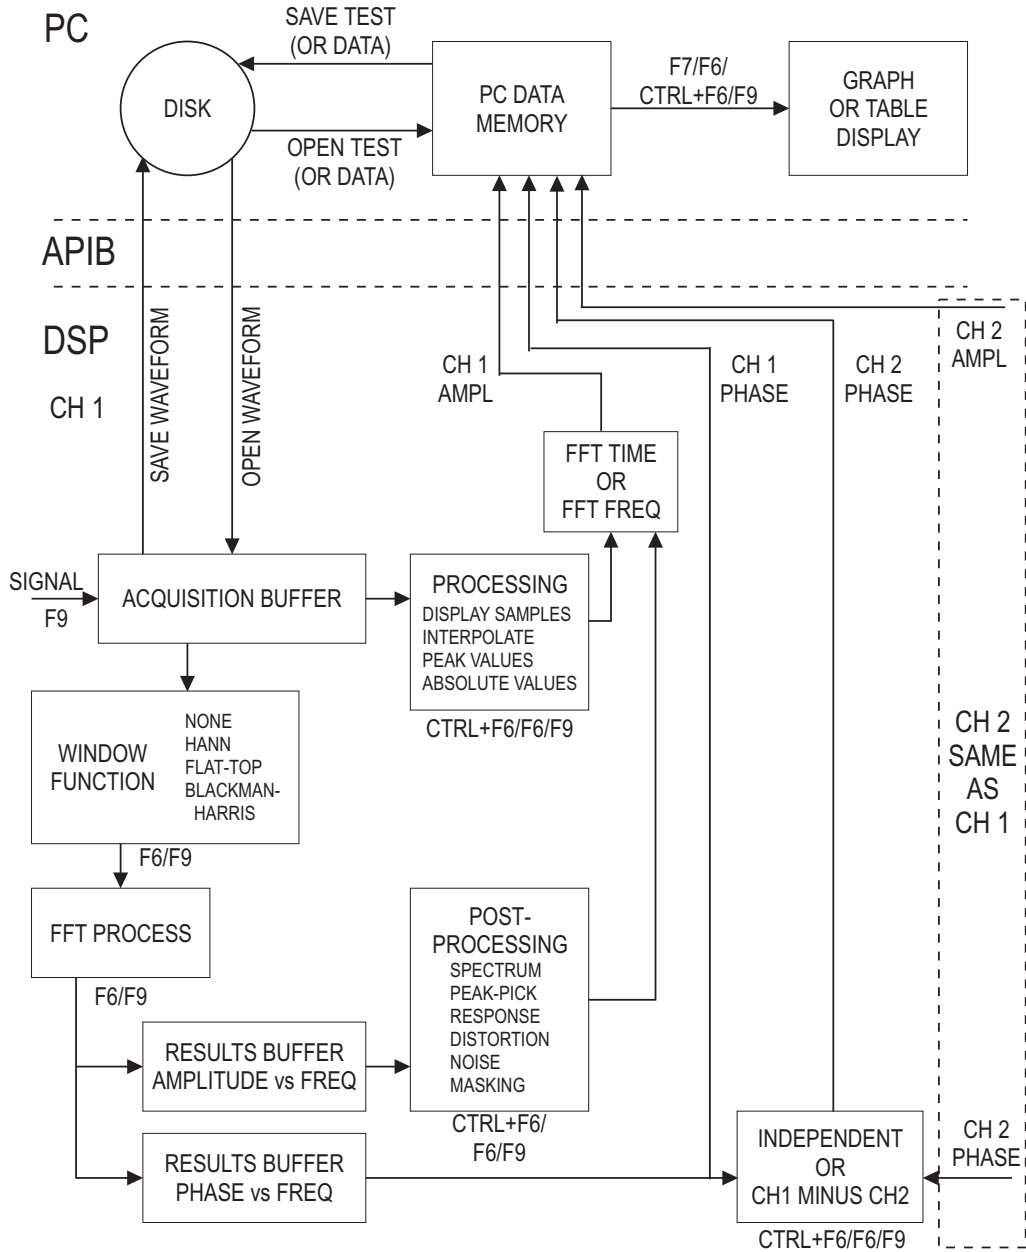 PC
SAVE TEST
(OR DATA)
DISK
PC DATA
MEMORY
F7/F6/
CTRL+F6/F9
GRAPH
OR TABLE
DISPLAY
OPEN TEST
(OR DATA)
APIB
DSP
CH 1
SAVE WAVEFORM
OPEN WAVEFORM
CH 1
AMPL
CH 1
PHASE
CH 2
PHASE
CH 2
AMPL
FFT TIME
OR
FFT FREQ
SIGNAL
F9
ACQUISITION BUFFER
PROCESSING
DISPLAY SAMPLES
INTERPOLATE
PEAK VALUES
ABSOLUTE VALUES
CTRL+F6/F6/F9
WINDOW
FUNCTION
NONE
HANN
FLAT-TOP
BLACKMAN-
HARRIS
CH 2
SAME
AS
CH 1
F6/F9
FFT PROCESS
F6/F9
POST-
PROCESSING
SPECTRUM
PEAK-PICK
RESPONSE
DISTORTION
NOISE
MASKING
CTRL+F6/
F6/F9
RESULTS BUFFER
AMPLITUDE vs FREQ
RESULTS BUFFER
PHASE vs FREQ
INDEPENDENT
OR
CH1 MINUS CH2
CTRL+F6/F6/F9
CH 2
PHASE